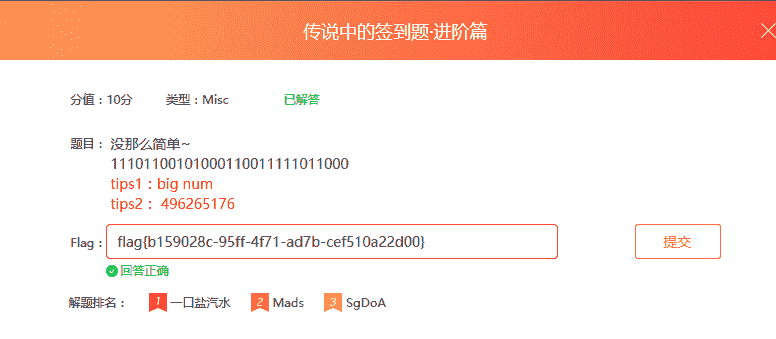 传说中的签到题·进阶篇
分值：10分 类型：Misc 已解答
题目：没那么简单~
11101100101000110011111011000
tips1：big num
tips2： 496265176
Flag： flag{b159028c-95ff-4f71-ad7b-cef510a22d00} 提交
回答正确
解题排名： 1 一口盐汽水 2 Mads 3 SgDoA